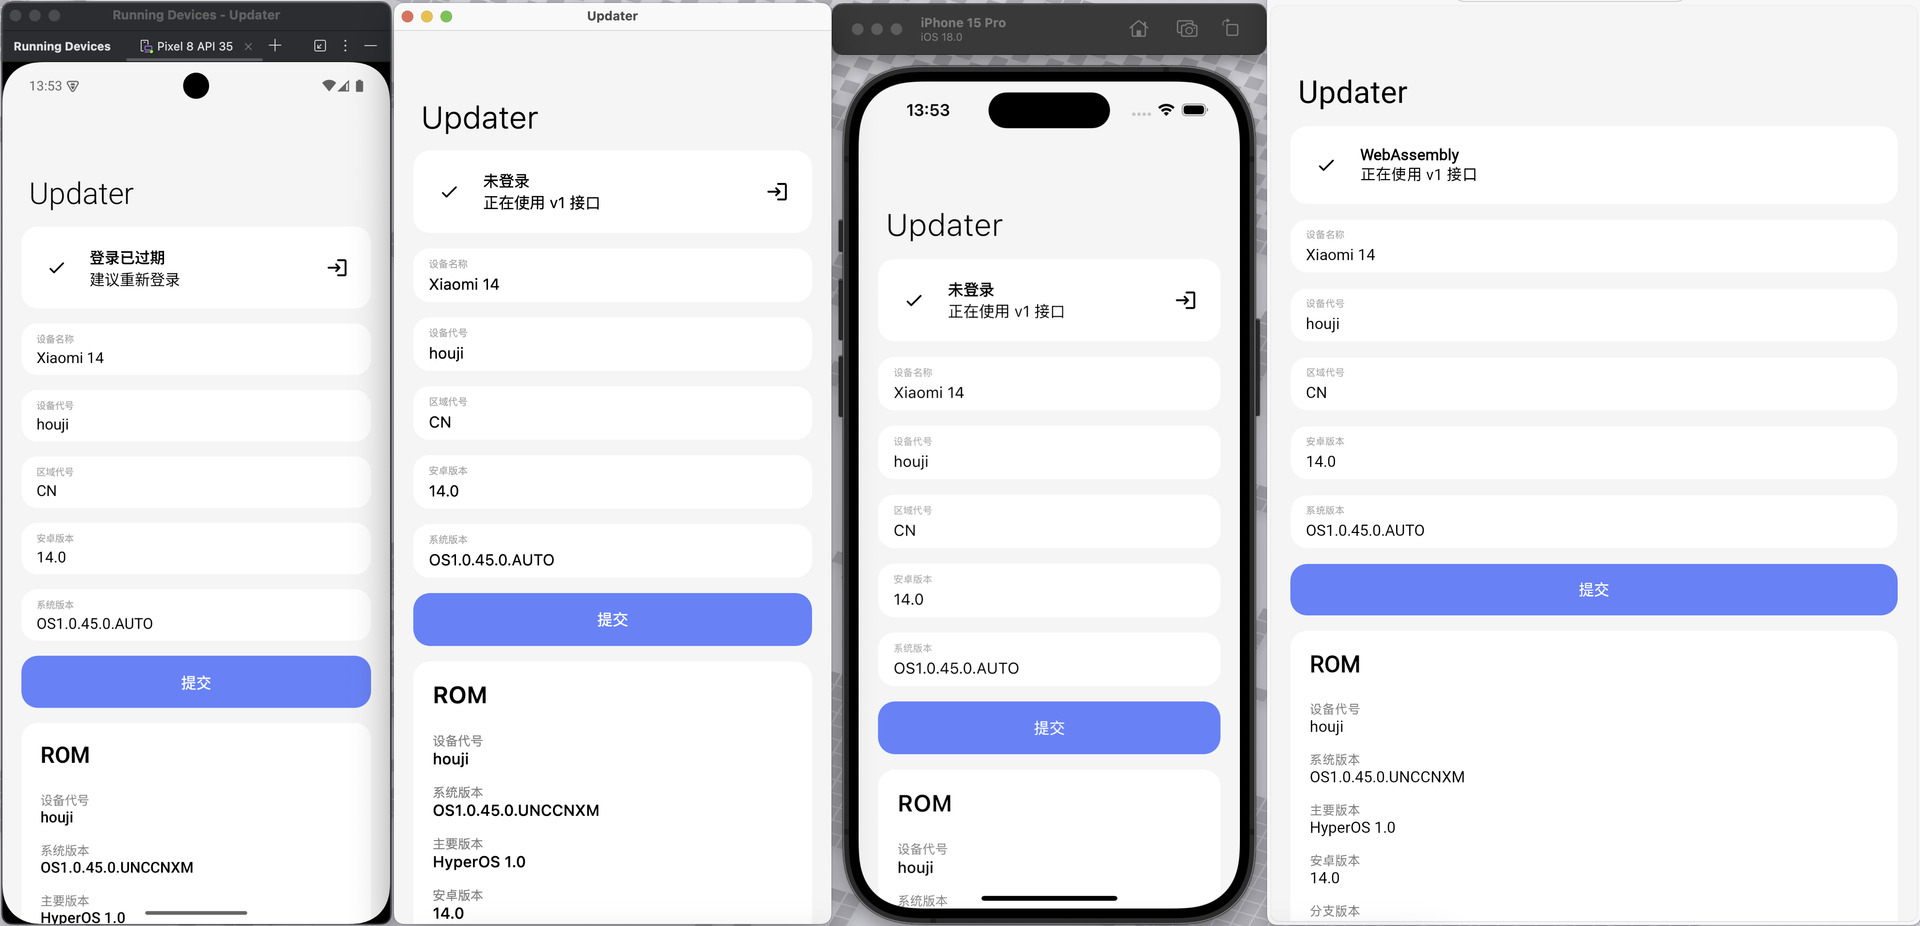 Running Devices - Updater
Running Devices
Pixel 8 API 35
13:53
Updater
登录已过期
建议重新登录
设备名称
Xiaomi 14
设备代号
houji
区域代号
CN
安卓版本
14.0
系统版本
OS1.0.45.0.AUTO
提交
ROM
设备代号
houji
系统版本
OS1.0.45.0.UNCCNXM
主要版本
HyperOS 1.0
Updater
Updater
未登录
正在使用 v1 接口
设备名称
Xiaomi 14
设备代号
houji
区域代号
CN
安卓版本
14.0
系统版本
OS1.0.45.0.AUTO
提交
ROM
设备代号
houji
系统版本
OS1.0.45.0.UNCCNXM
主要版本
HyperOS 1.0
安卓版本
14.0
iPhone 15 Pro
iOS 18.0
13:53
Updater
未登录
正在使用 v1 接口
设备名称
Xiaomi 14
设备代号
houji
区域代号
CN
安卓版本
14.0
系统版本
OS1.0.45.0.AUTO
提交
ROM
设备代号
houji
系统版本
Updater
WebAssembly
正在使用 v1 接口
设备名称
Xiaomi 14
设备代号
houji
区域代号
CN
安卓版本
14.0
系统版本
OS1.0.45.0.AUTO
提交
ROM
设备代号
houji
系统版本
OS1.0.45.0.UNCCNXM
主要版本
HyperOS 1.0
安卓版本
14.0
分支版本